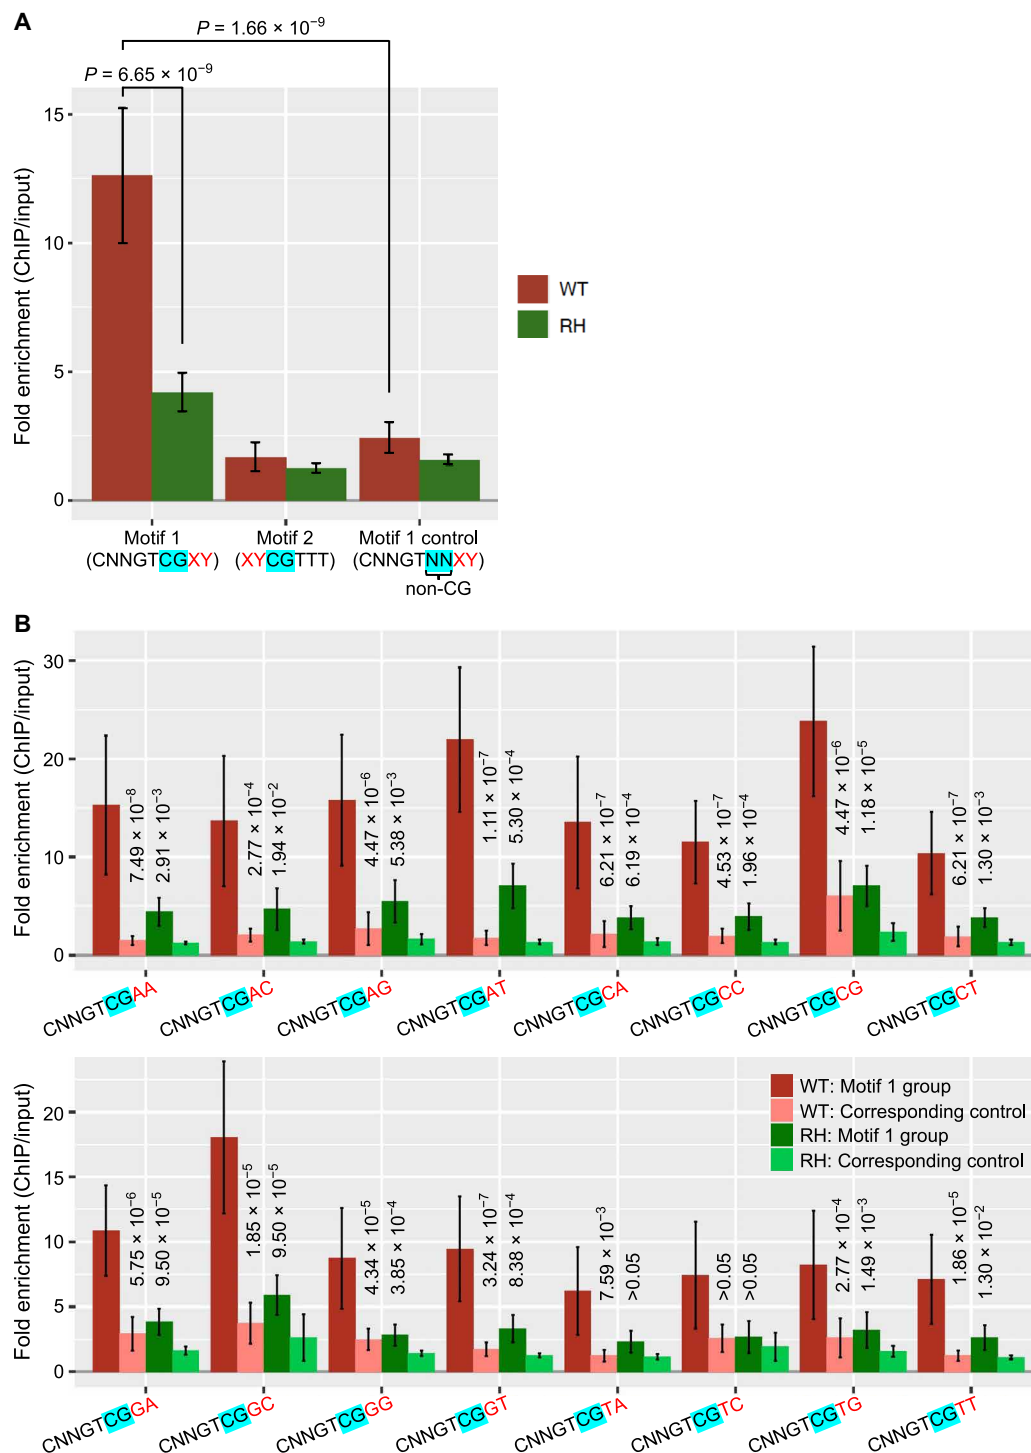 A
P = 1.66 × 10⁻⁹
P = 6.65 × 10⁻⁹
Fold enrichment (ChIP/input)
15
10
5
0
WT
RH
Motif 1
(CNNGTCGXY)
Motif 2
(XYCGTTT)
Motif 1 control
(CNNGTNNXY)
non-CG
B
Fold enrichment (ChIP/input)
30
20
10
0
7.49 × 10⁻⁸
2.91 × 10⁻³
2.77 × 10⁻⁴
1.94 × 10⁻²
4.47 × 10⁻⁶
5.38 × 10⁻³
1.11 × 10⁻⁷
5.30 × 10⁻⁴
6.21 × 10⁻⁷
6.19 × 10⁻⁴
4.53 × 10⁻⁷
1.96 × 10⁻⁴
4.47 × 10⁻⁶
1.18 × 10⁻⁵
6.21 × 10⁻⁷
1.30 × 10⁻³
CNNGTCGAA
CNNGTCGAC
CNNGTCGAG
CNNGTCGAT
CNNGTCGCA
CNNGTCGCC
CNNGTCGCG
CNNGTCGCT
Fold enrichment (ChIP/input)
20
15
10
5
0
WT: Motif 1 group
WT: Corresponding control
RH: Motif 1 group
RH: Corresponding control
5.75 × 10⁻⁶
9.50 × 10⁻⁵
1.85 × 10⁻⁵
9.50 × 10⁻⁵
4.34 × 10⁻⁵
3.85 × 10⁻⁴
3.24 × 10⁻⁷
8.38 × 10⁻⁴
7.59 × 10⁻³
>0.05
>0.05
>0.05
2.77 × 10⁻⁴
1.49 × 10⁻³
1.86 × 10⁻⁵
1.30 × 10⁻²
CNNGTCGGA
CNNGTCGGC
CNNGTCGGG
CNNGTCGGT
CNNGTCGTA
CNNGTCGTC
CNNGTCGTG
CNNGTCGTT